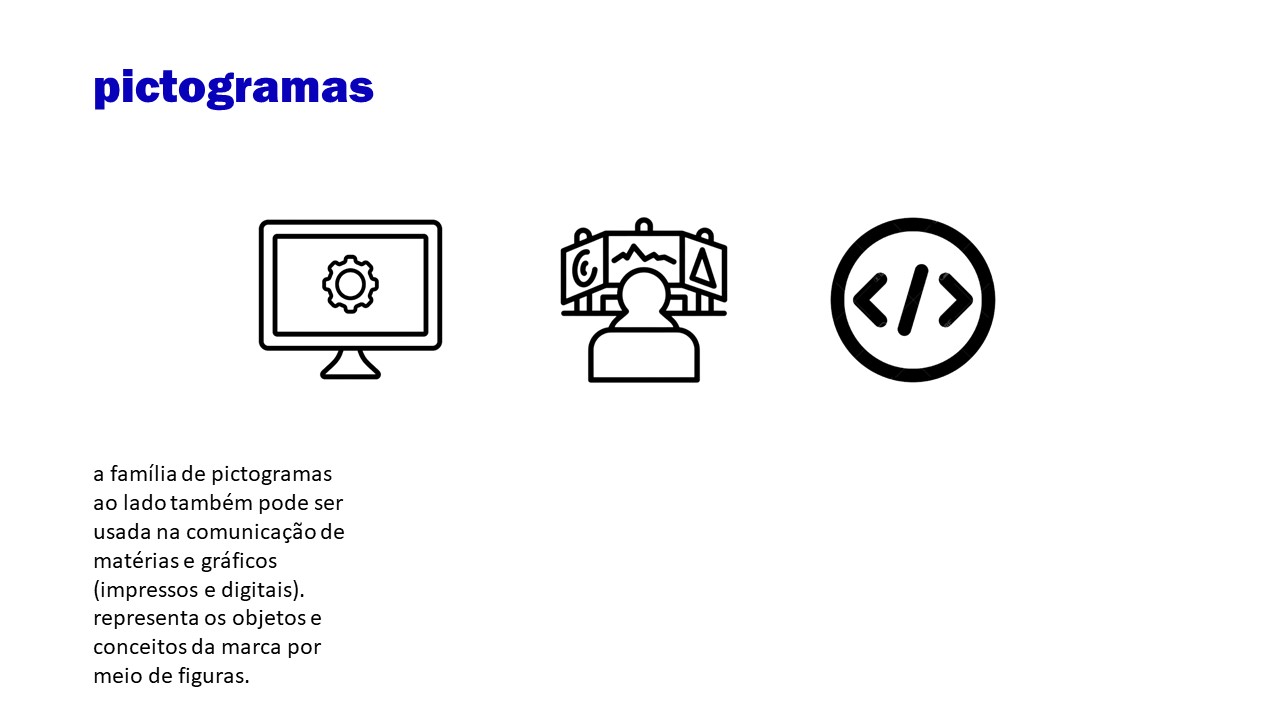 pictogramas
</>
a família de pictogramas
ao lado também pode ser
usada na comunicação de
matérias e gráficos
(impressos e digitais).
representa os objetos e
conceitos da marca por
meio de figuras.